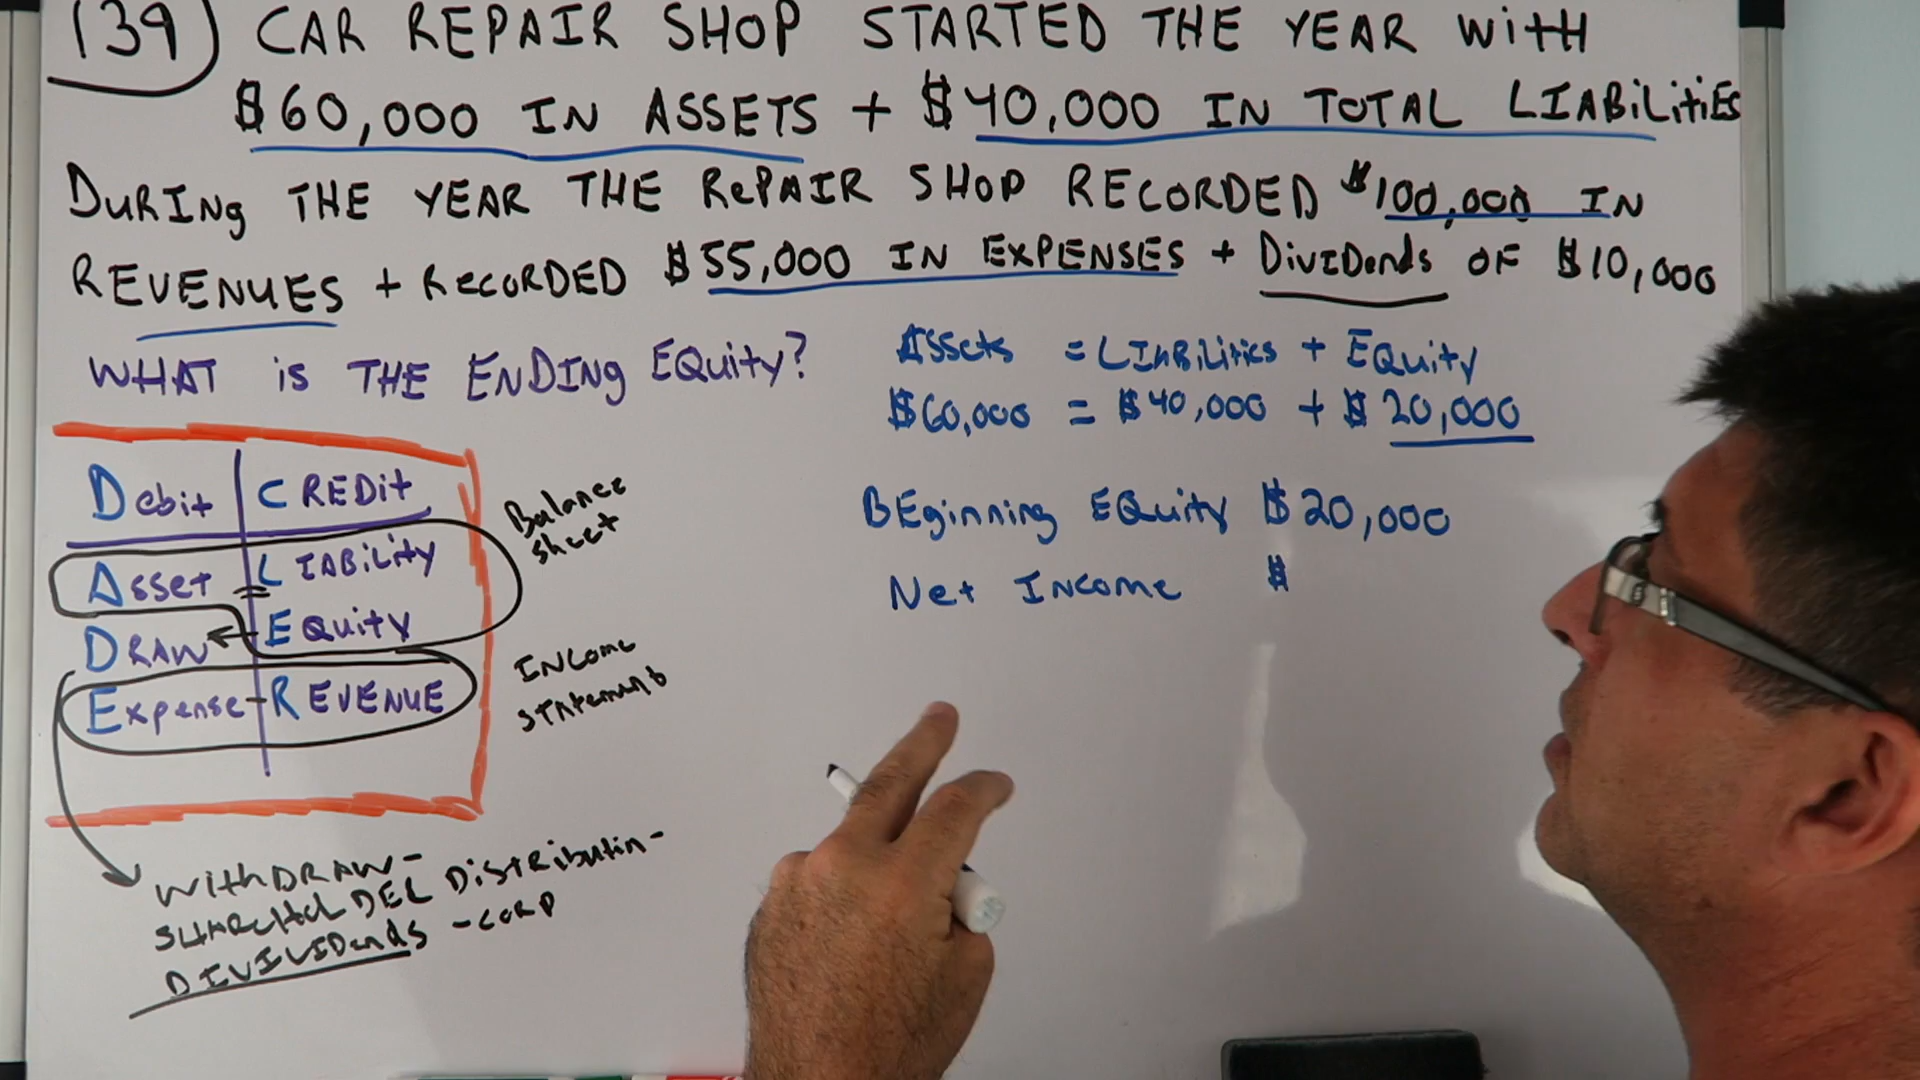 139) CAR REPAIR SHOP STARTED THE YEAR WITH
$60,000 IN ASSETS + $40,000 IN TOTAL LIABILITIES
DURING THE YEAR THE REPAIR SHOP RECORDED $100,000 IN
REVENUES + RECORDED $55,000 IN EXPENSES + DIVIDENDS OF $10,000
WHAT IS THE ENDING EQUITY?
Assets = LIABILITIES + EQUITY
$60,000 = $40,000 + $20,000
BEginning EQUITY $20,000
Net Income $
Debit CREDIT
Asset = LIABILITY
DRAW ← EQUITY
Expense - REVENUE
Balance
sheet
INCOME
STATEMENT
WITHDRAW-
DISTRIBUTIN-
DIVIVIDENDS - CORP